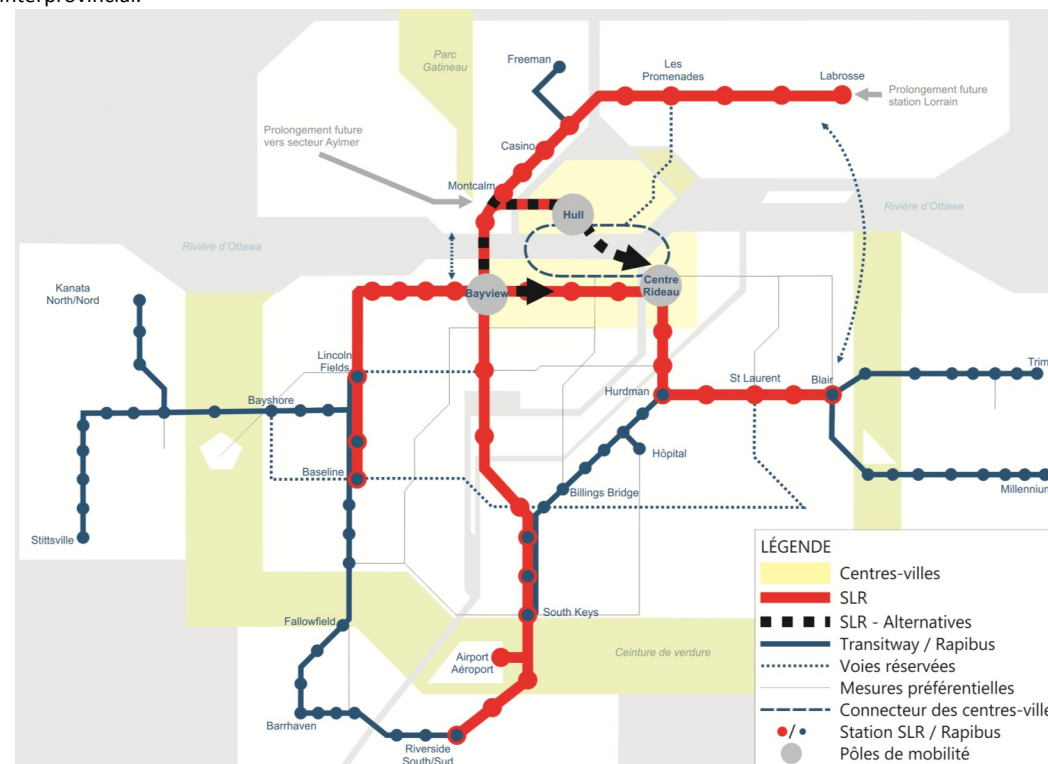 interprovincial.
Parc
Gatineau
Freeman
Les
Promenades
Labrosse
Prolongement future
station Lorrain
Prolongement future
vers secteur Aylmer
Casino
Montcalm
Hull
Rivière d'Ottawa
Rivière d'Ottawa
Kanata
North/Nord
Bayview
Centre
Rideau
Lincoln
Fields
Bayshore
St Laurent
Blair
Trim
Hurdman
Baseline
Hôpital
Billings Bridge
Millennium
Stittsville
Fallowfield
South Keys
Airport
Aéroport
Ceinture de verdure
Barrhaven
Riverside
South/Sud
LÉGENDE
Centres-villes
SLR
SLR - Alternatives
Transitway / Rapibus
Voies réservées
Mesures préférentielles
Connecteur des centres-ville
Station SLR / Rapibus
Pôles de mobilité